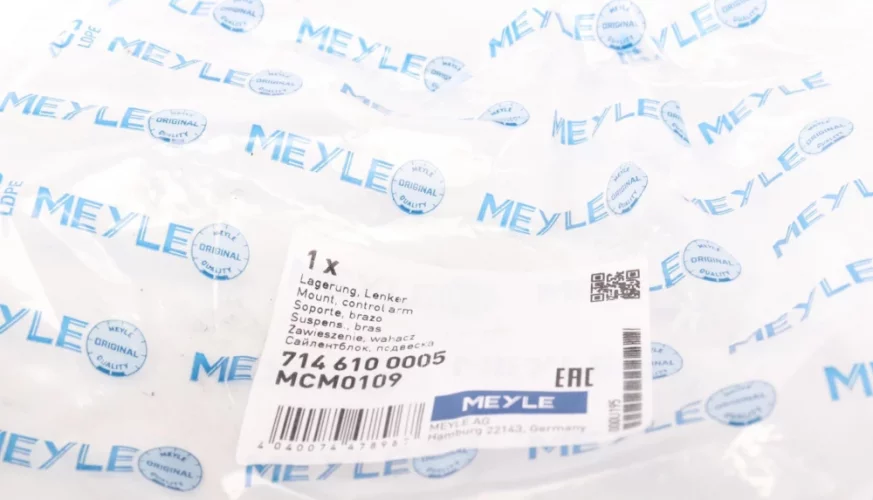 MEYLE ORIGINAL QUALITY
LDPE
1 x
Lagerung, Lenker
Mount, control arm
Soporte, brazo
Suspens., bras
Zawieszenie, wahacz
Сайлентблок, подвеска
714 610 0005
MCM0109
EAC
MEYLE
MEYLE AG
Hamburg 22143, Germany